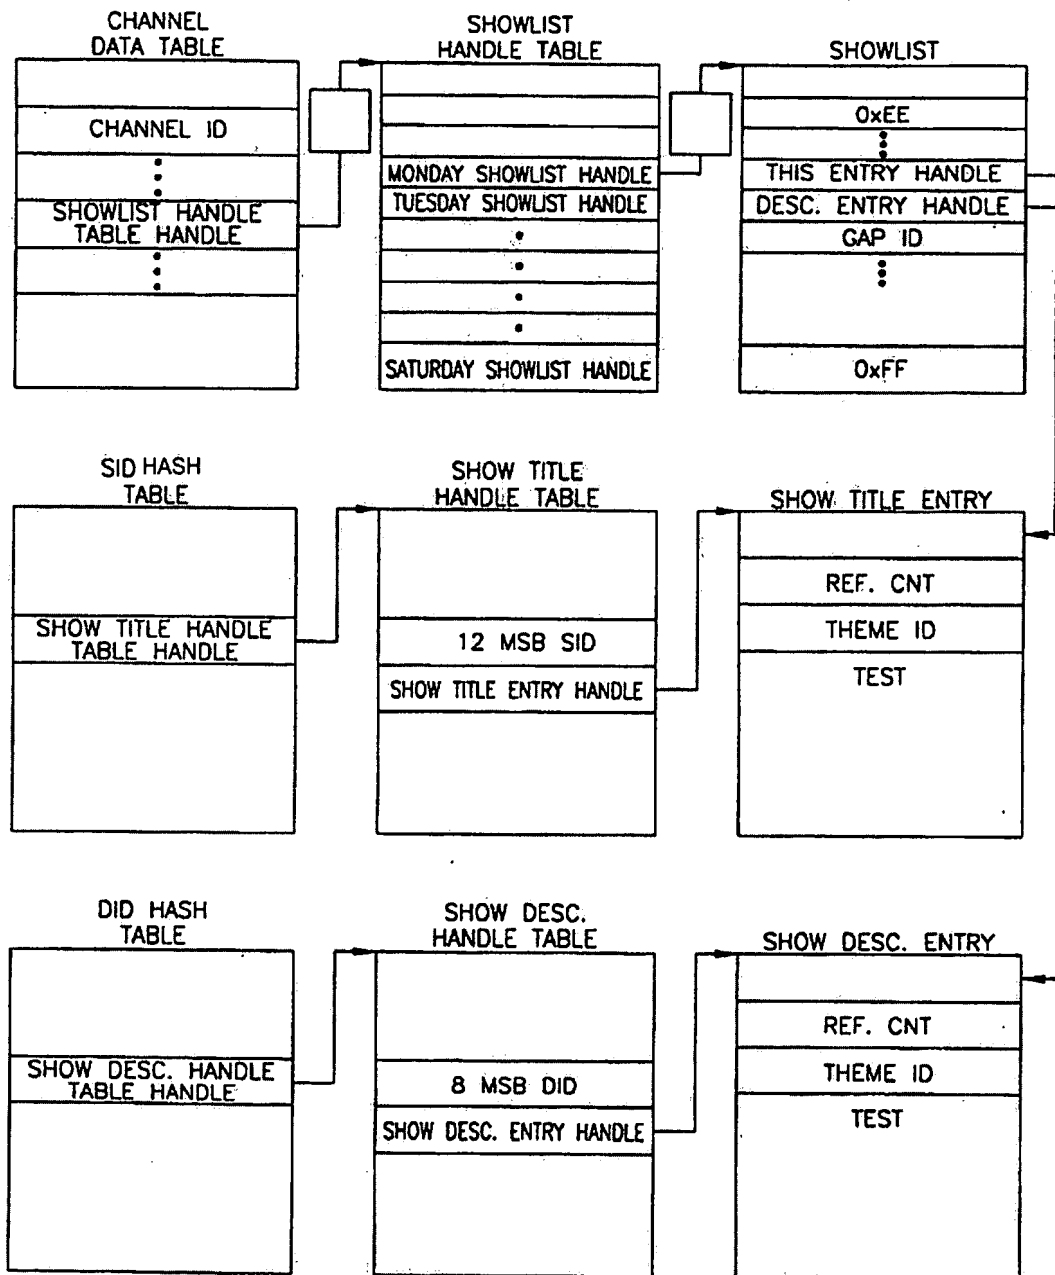 CHANNEL
DATA TABLE
CHANNEL ID
SHOWLIST HANDLE
TABLE HANDLE
SHOWLIST
HANDLE TABLE
MONDAY SHOWLIST HANDLE
TUESDAY SHOWLIST HANDLE
SATURDAY SHOWLIST HANDLE
SHOWLIST
0xEE
THIS ENTRY HANDLE
DESC. ENTRY HANDLE
GAP ID
0xFF
SID HASH
TABLE
SHOW TITLE HANDLE
TABLE HANDLE
SHOW TITLE
HANDLE TABLE
12 MSB SID
SHOW TITLE ENTRY HANDLE
SHOW TITLE ENTRY
REF. CNT
THEME ID
TEST
DID HASH
TABLE
SHOW DESC. HANDLE
TABLE HANDLE
SHOW DESC.
HANDLE TABLE
8 MSB DID
SHOW DESC. ENTRY HANDLE
SHOW DESC. ENTRY
REF. CNT
THEME ID
TEST